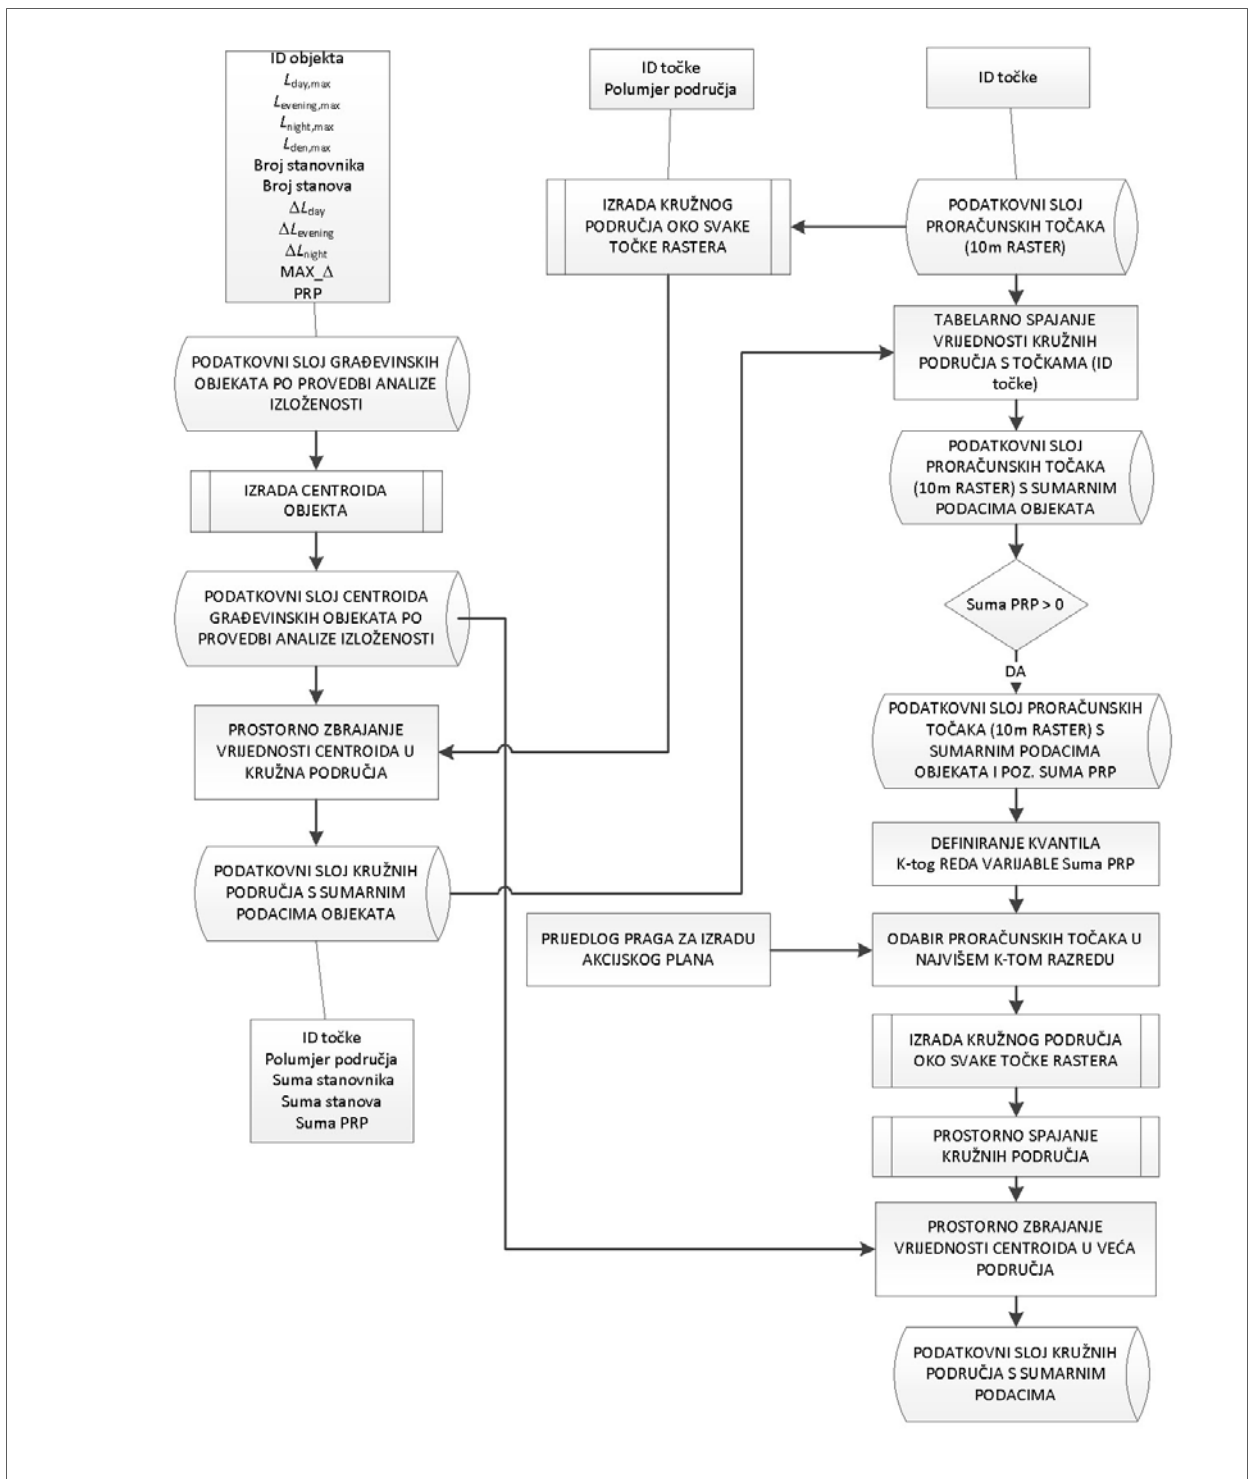 ID objekta
Lday,max
Levening,max
Lnight,max
Lden,max
Broj stanovnika
Broj stanova
ΔLday
ΔLevening
ΔLnight
MAX_Δ
PRP
PODATKOVNI SLOJ GRAĐEVINSKIH
OBJEKATA PO PROVEDBI ANALIZE
IZLOŽENOSTI
IZRADA CENTROIDA
OBJEKTA
PODATKOVNI SLOJ CENTROIDA
GRAĐEVINSKIH OBJEKATA PO
PROVEDBI ANALIZE IZLOŽENOSTI
PROSTORNO ZBRAJANJE
VRIJEDNOSTI CENTROIDA U
KRUŽNA PODRUČJA
PODATKOVNI SLOJ KRUŽNIH
PODRUČJA S SUMARNIM
PODACIMA OBJEKATA
ID točke
Polumjer područja
Suma stanovnika
Suma stanova
Suma PRP
ID točke
Polumjer područja
IZRADA KRUŽNOG
PODRUČJA OKO SVAKE
TOČKE RASTERA
PRIJEDLOG PRAGA ZA IZRADU
AKCIJSKOG PLANA
ID točke
PODATKOVNI SLOJ
PRORAČUNSKIH TOČAKA
(10m RASTER)
TABELARNO SPAJANJE
VRIJEDNOSTI KRUŽNIH
PODRUČJA S TOČKAMA (ID
točke)
PODATKOVNI SLOJ
PRORAČUNSKIH TOČAKA
(10m RASTER) S SUMARNIM
PODACIMA OBJEKATA
Suma PRP > 0
DA
PODATKOVNI SLOJ PRORAČUNSKIH
TOČAKA (10m RASTER) S
SUMARNIM PODACIMA
OBJEKATA I POZ. SUMA PRP
DEFINIRANJE KVANTILA
K-tog REDA VARIJABLE Suma PRP
ODABIR PRORAČUNSKIH TOČAKA U
NAJVIŠEM K-TOM RAZREDU
IZRADA KRUŽNOG PODRUČJA
OKO SVAKE TOČKE RASTERA
PROSTORNO SPAJANJE
KRUŽNIH PODRUČJA
PROSTORNO ZBRAJANJE
VRIJEDNOSTI CENTROIDA U VEĆA
PODRUČJA
PODATKOVNI SLOJ KRUŽNIH
PODRUČJA S SUMARNIM
PODACIMA